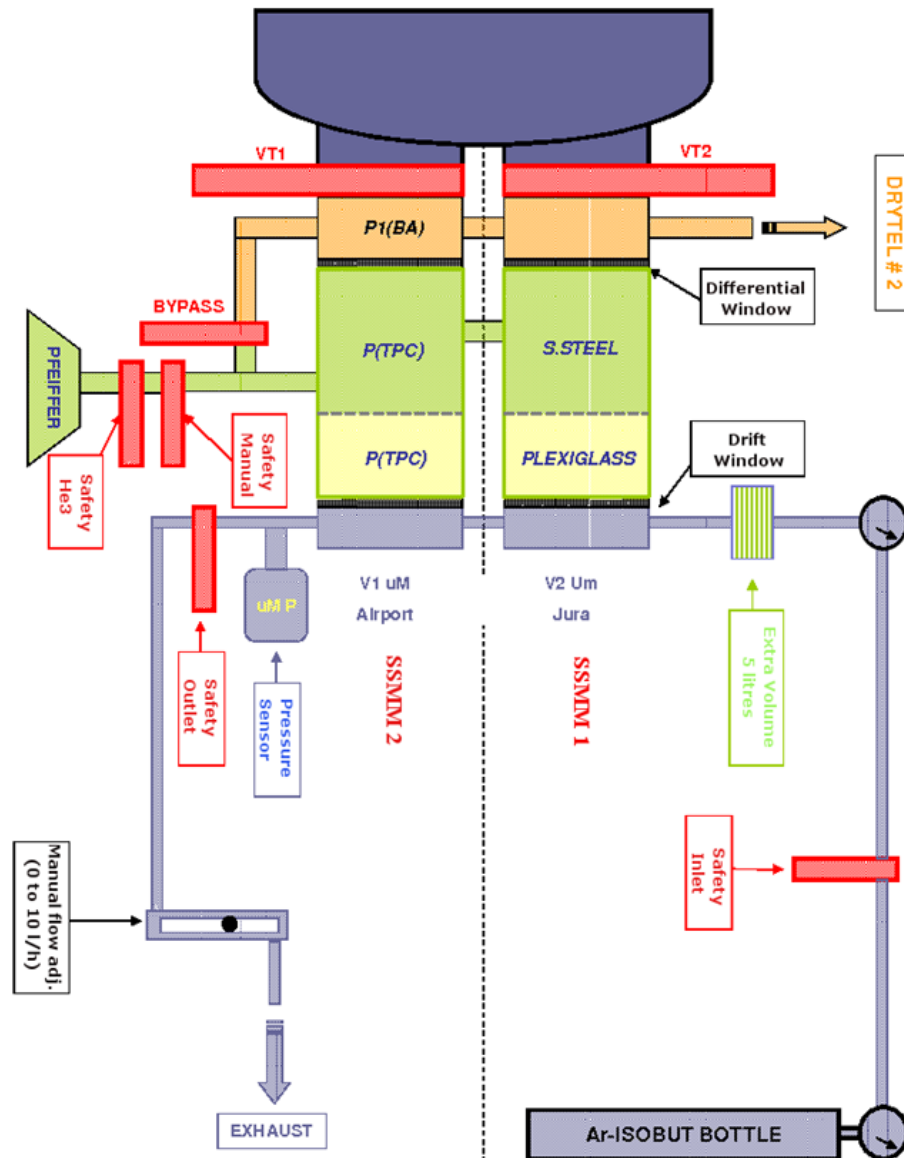 VT1
VT2
DRYTEL # 2
P1(BA)
Differential
Window
BYPASS
PFEIFFER
P(TPC)
S.STEEL
Safety
He3
Safety
Manual
P(TPC)
PLEXIGLASS
Drift
Window
uM P
V1 uM
Airport
V2 Um
Jura
Safety
Outlet
Pressure
Sensor
SSMM 2
SSMM 1
Extra Volume
5 litres
Safety
Inlet
Manual flow adj.
(0 to 10 l/h)
EXHAUST
Ar-ISOBUT BOTTLE